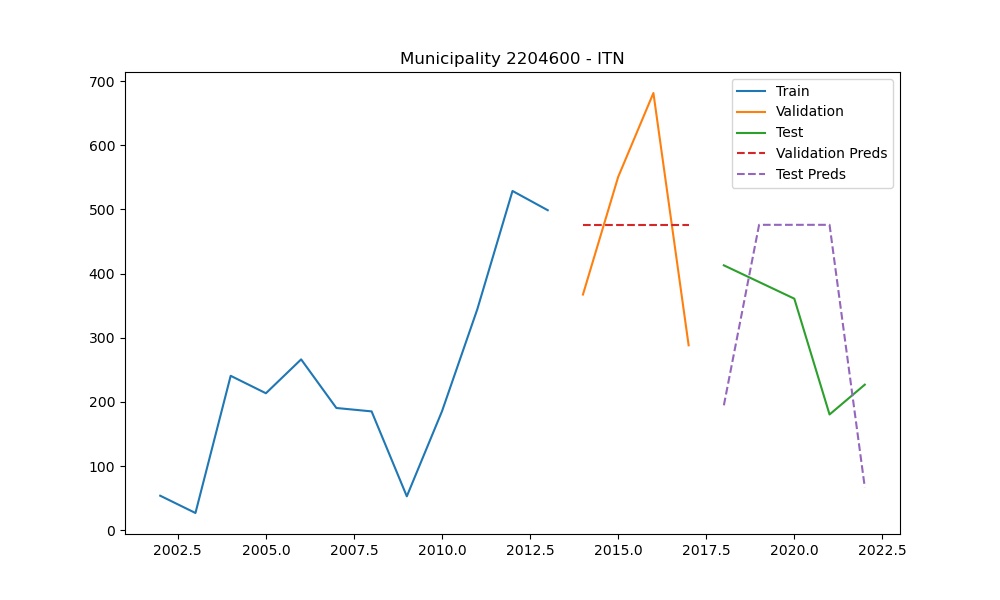 Municipality 2204600 - ITN
700
600
500
400
300
200
100
0
Train
Validation
Test
Validation Preds
Test Preds
2002.5 2005.0 2007.5 2010.0 2012.5 2015.0 2017.5 2020.0 2022.5